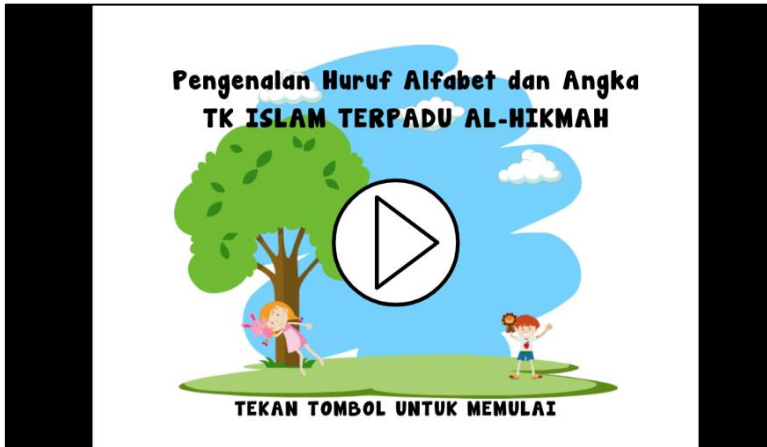 Pengenalan Huruf Alfabet dan Angka
TK ISLAM TERPADU AL-HIKMAH
TEKAN TOMBOL UNTUK MEMULAI